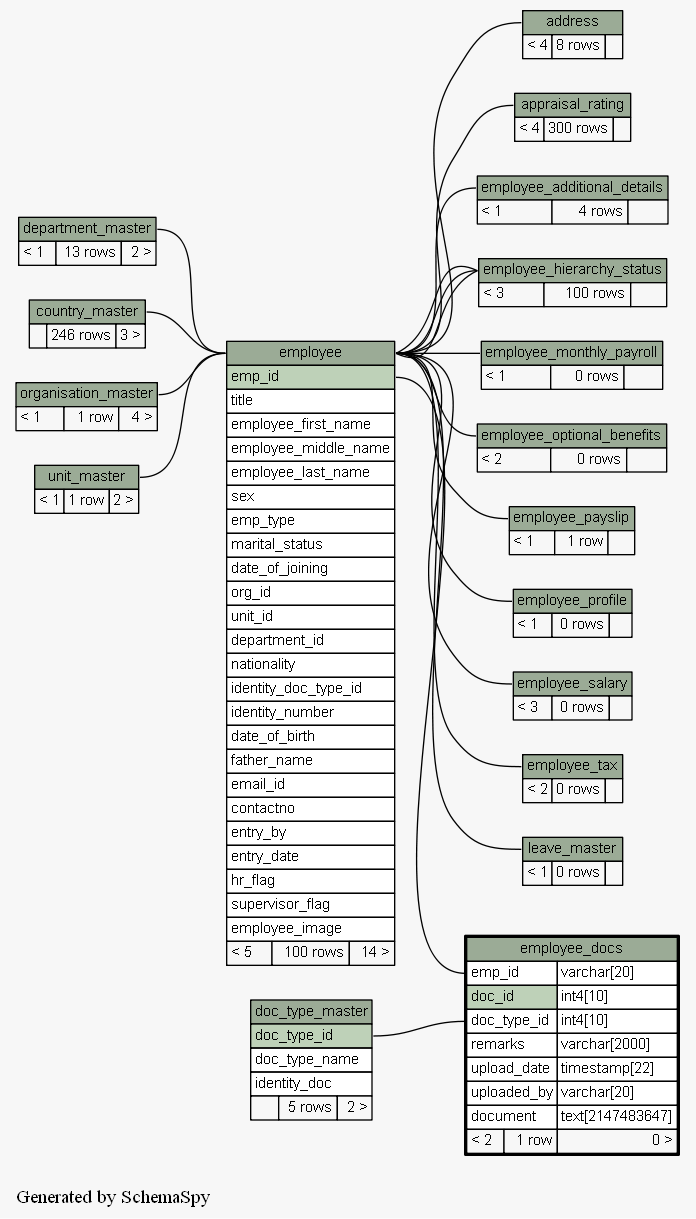 address
< 4 8 rows
appraisal_rating
< 4 300 rows
employee_additional_details
< 1 4 rows
employee_hierarchy_status
< 3 100 rows
employee_monthly_payroll
< 1 0 rows
employee_optional_benefits
< 2 0 rows
employee_payslip
< 1 1 row
employee_profile
< 1 0 rows
employee_salary
< 3 0 rows
employee_tax
< 2 0 rows
leave_master
< 1 0 rows
department_master
< 1 13 rows 2 >
country_master
246 rows 3 >
organisation_master
< 1 1 row 4 >
unit_master
< 1 1 row 2 >
employee
emp_id
title
employee_first_name
employee_middle_name
employee_last_name
sex
emp_type
marital_status
date_of_joining
org_id
unit_id
department_id
nationality
identity_doc_type_id
identity_number
date_of_birth
father_name
email_id
contactno
entry_by
entry_date
hr_flag
supervisor_flag
employee_image
< 5 100 rows 14 >
employee_docs
emp_id varchar[20]
doc_id int4[10]
doc_type_id int4[10]
remarks varchar[2000]
upload_date timestamp[22]
uploaded_by varchar[20]
document text[2147483647]
< 2 1 row 0 >
doc_type_master
doc_type_id
doc_type_name
identity_doc
5 rows 2 >
Generated by SchemaSpy